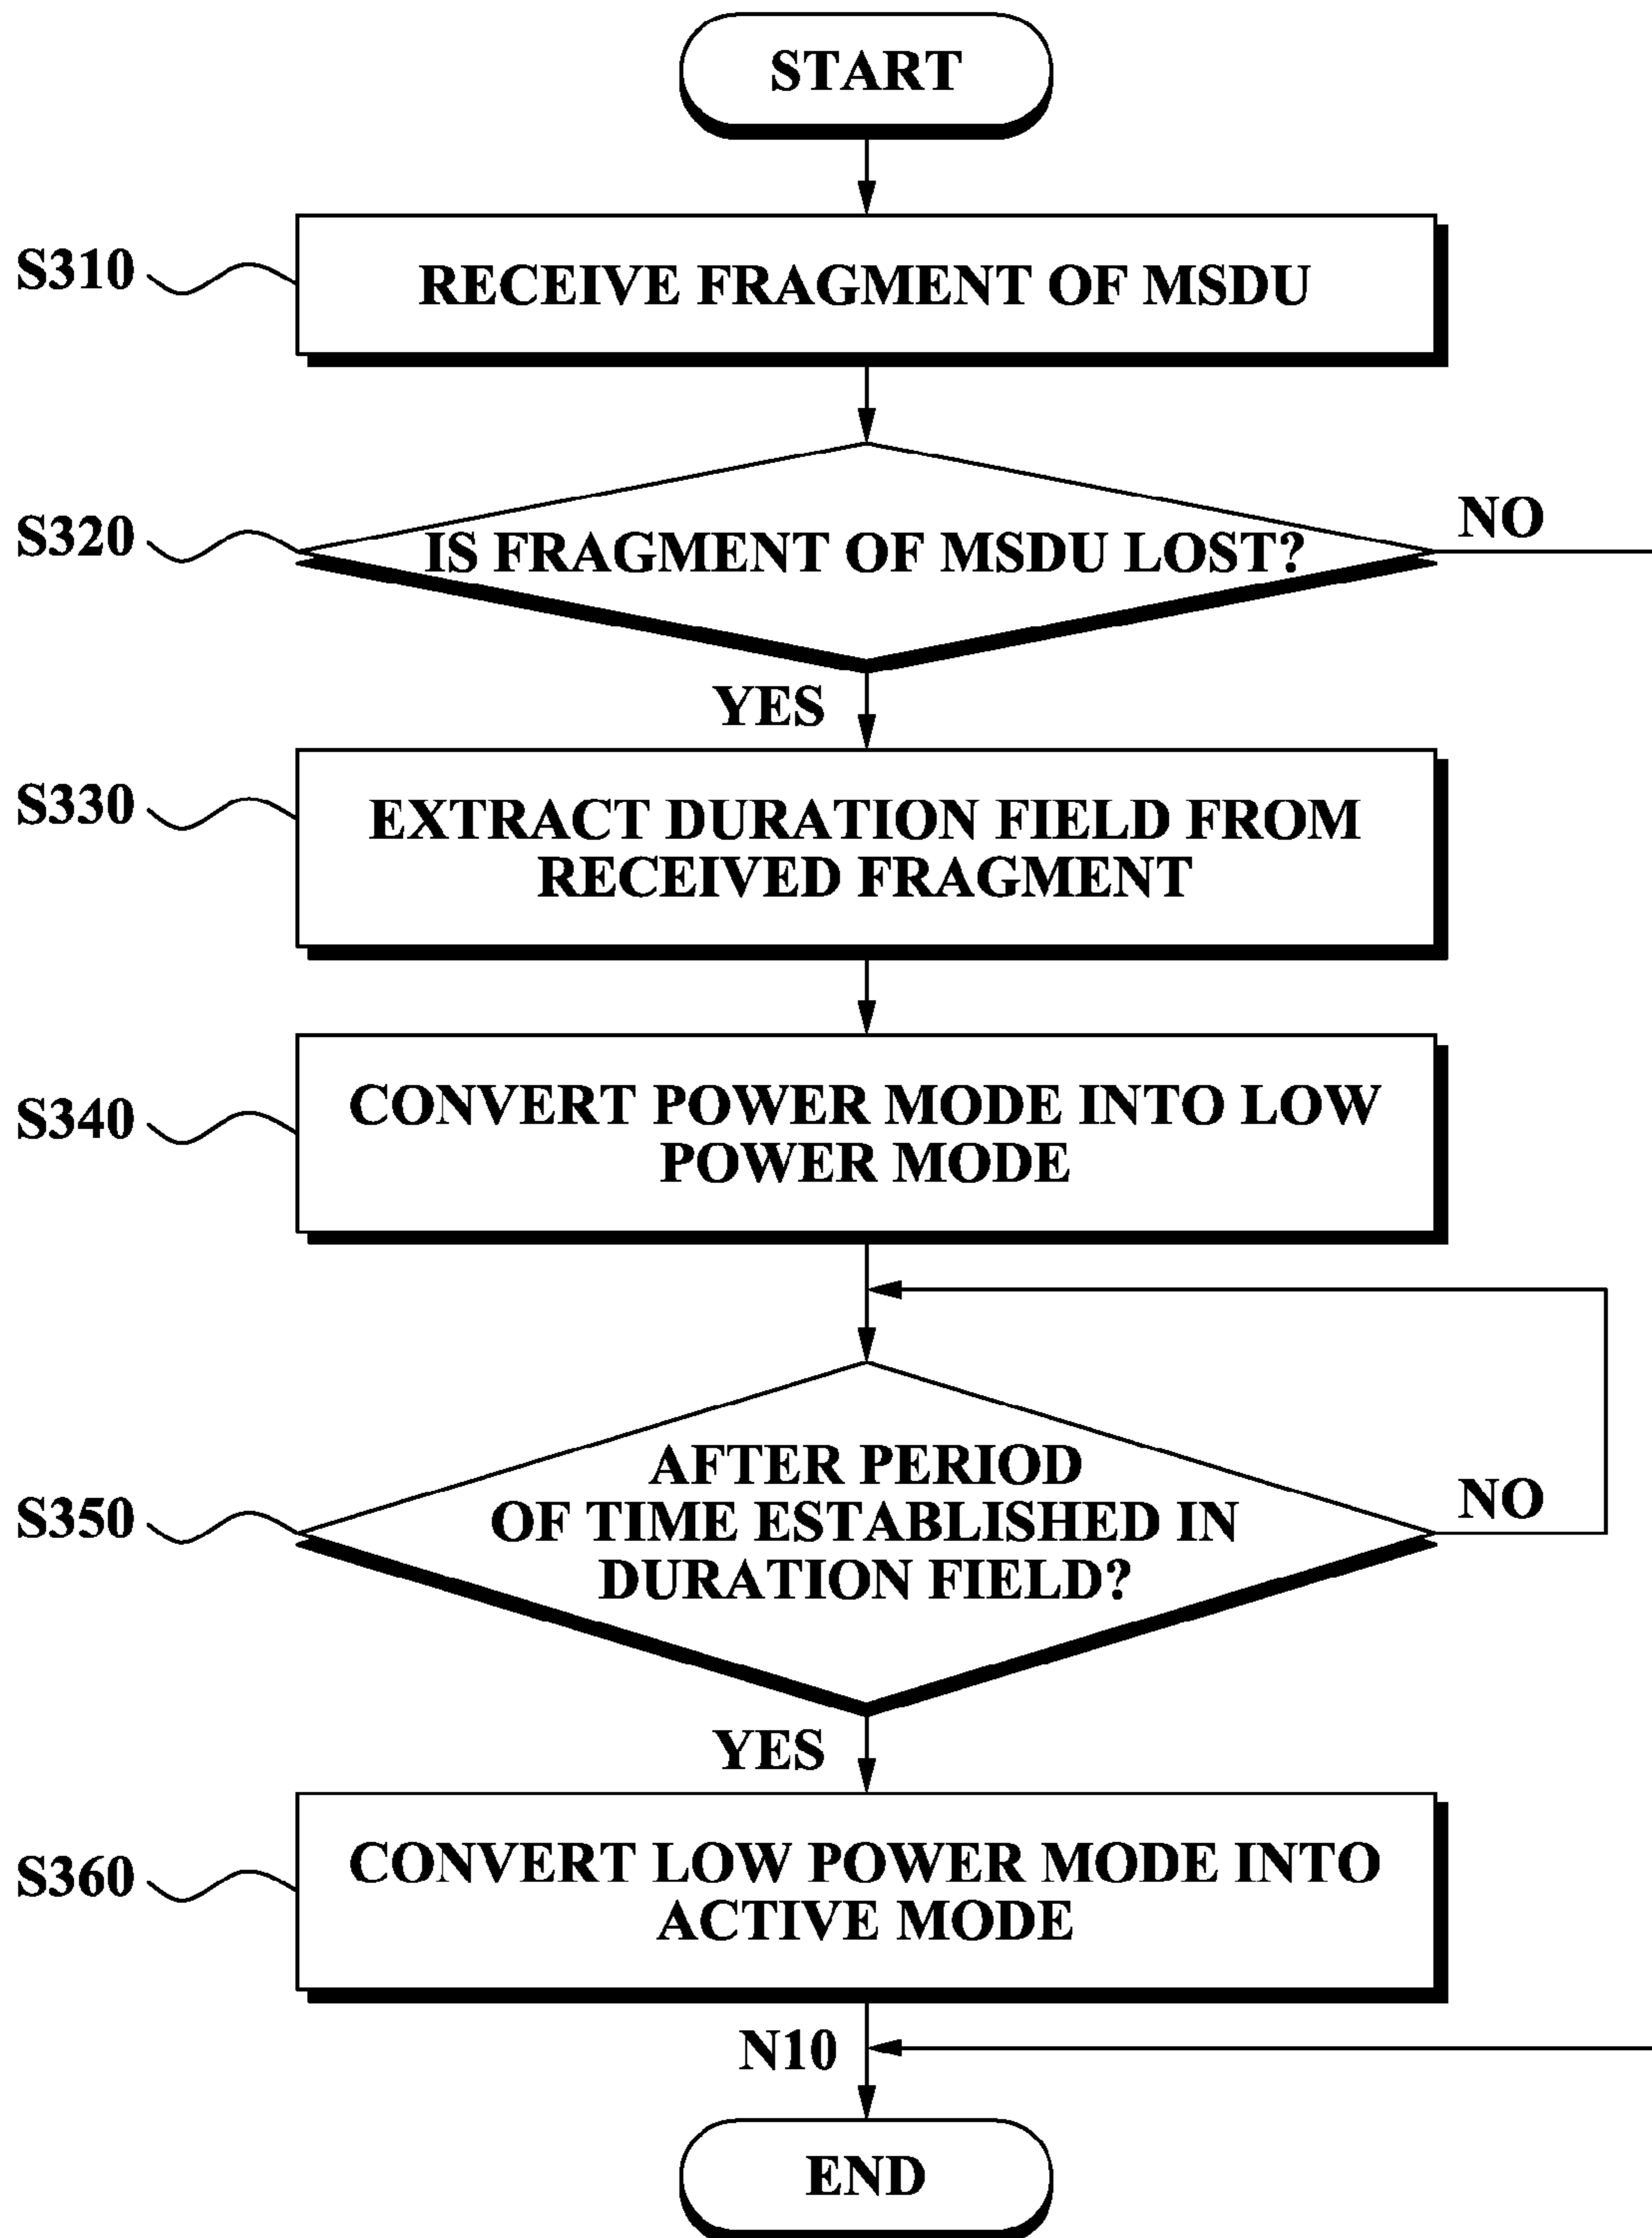 START
S310
RECEIVE FRAGMENT OF MSDU
S320
IS FRAGMENT OF MSDU LOST?
NO
YES
S330
EXTRACT DURATION FIELD FROM
RECEIVED FRAGMENT
S340
CONVERT POWER MODE INTO LOW
POWER MODE
S350
AFTER PERIOD
OF TIME ESTABLISHED IN
DURATION FIELD?
NO
YES
S360
CONVERT LOW POWER MODE INTO
ACTIVE MODE
N10
END